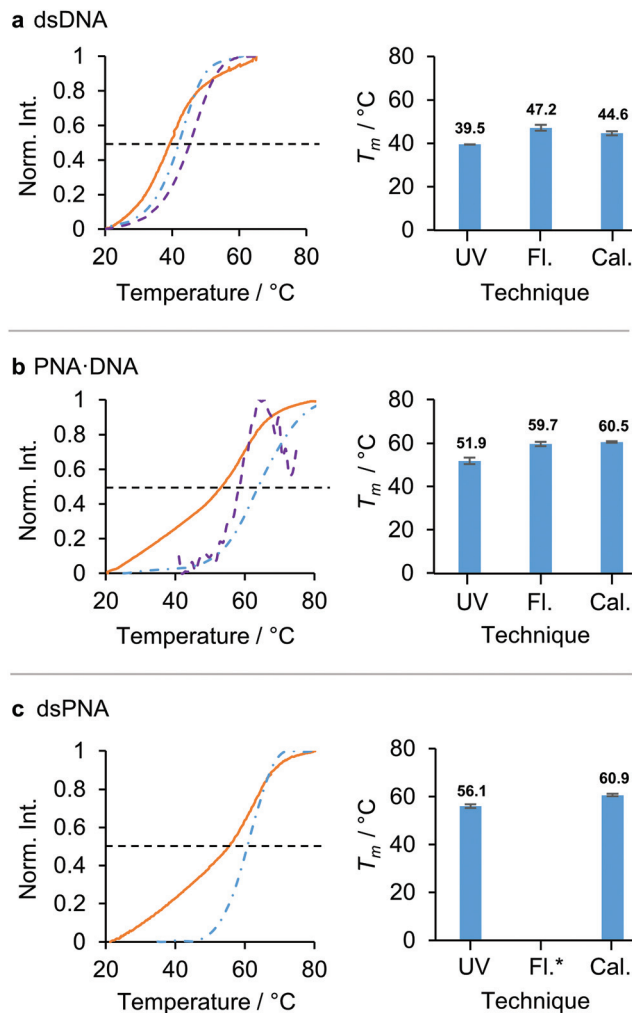 a dsDNA
Norm. Int.
1
0.8
0.6
0.4
0.2
0
20 40 60 80
Temperature / °C
Tm / °C
80
60
40
20
0
39.5 47.2 44.6
UV Fl. Cal.
Technique
b PNA·DNA
Norm. Int.
1
0.8
0.6
0.4
0.2
0
20 40 60 80
Temperature / °C
Tm / °C
80
60
40
20
0
51.9 59.7 60.5
UV Fl. Cal.
Technique
c dsPNA
Norm. Int.
1
0.8
0.6
0.4
0.2
0
20 40 60 80
Temperature / °C
Tm / °C
80
60
40
20
0
56.1 60.9
UV Fl.* Cal.
Technique